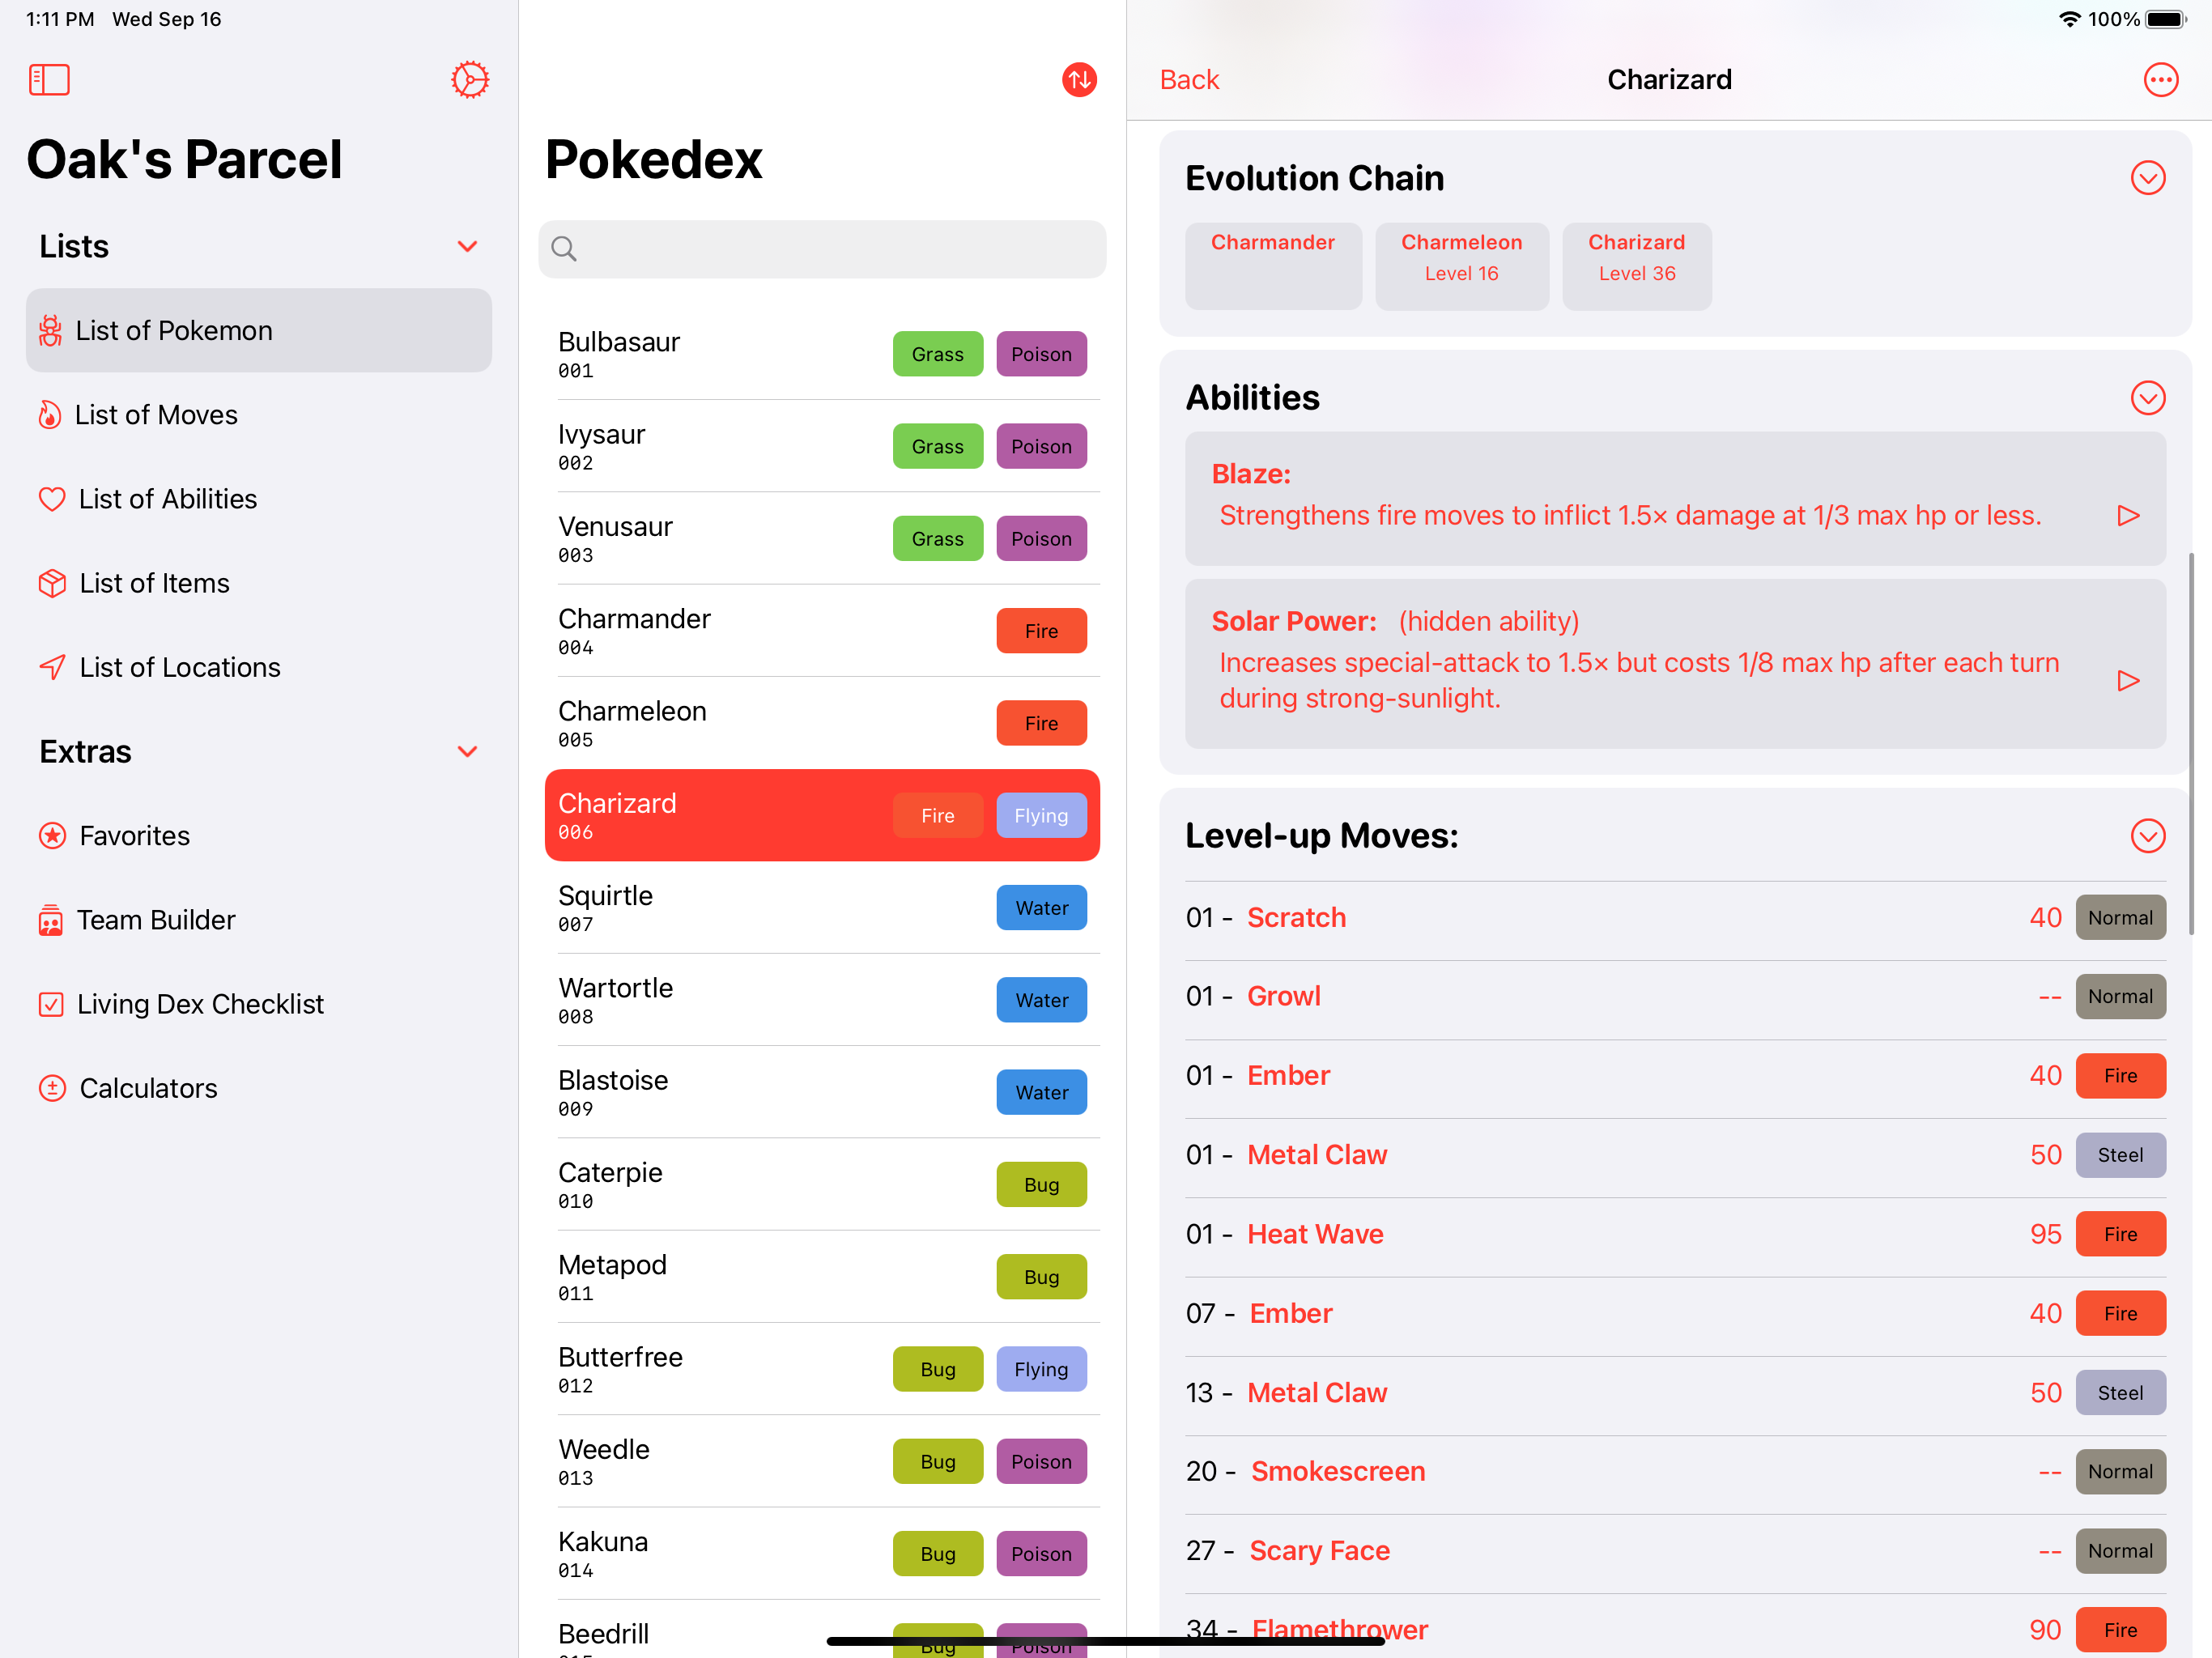 1:11 PM Wed Sep 16
100%
Oak's Parcel
Lists
List of Pokemon
List of Moves
List of Abilities
List of Items
List of Locations
Extras
Favorites
Team Builder
Living Dex Checklist
Calculators
Pokedex
Bulbasaur
001
Grass Poison
Ivysaur
002
Grass Poison
Venusaur
003
Grass Poison
Charmander
004
Fire
Charmeleon
005
Fire
Charizard
006
Fire Flying
Squirtle
007
Water
Wartortle
008
Water
Blastoise
009
Water
Caterpie
010
Bug
Metapod
011
Bug
Butterfree
012
Bug Flying
Weedle
013
Bug Poison
Kakuna
014
Bug Poison
Beedrill
Bug Poison
Back
Charizard
Evolution Chain
Charmander
Charmeleon
Level 16
Charizard
Level 36
Abilities
Blaze:
Strengthens fire moves to inflict 1.5× damage at 1/3 max hp or less.
Solar Power: (hidden ability)
Increases special-attack to 1.5× but costs 1/8 max hp after each turn
during strong-sunlight.
Level-up Moves:
01 - Scratch 40 Normal
01 - Growl -- Normal
01 - Ember 40 Fire
01 - Metal Claw 50 Steel
01 - Heat Wave 95 Fire
07 - Ember 40 Fire
13 - Metal Claw 50 Steel
20 - Smokescreen -- Normal
27 - Scary Face -- Normal
34 - Flamethrower 90 Fire